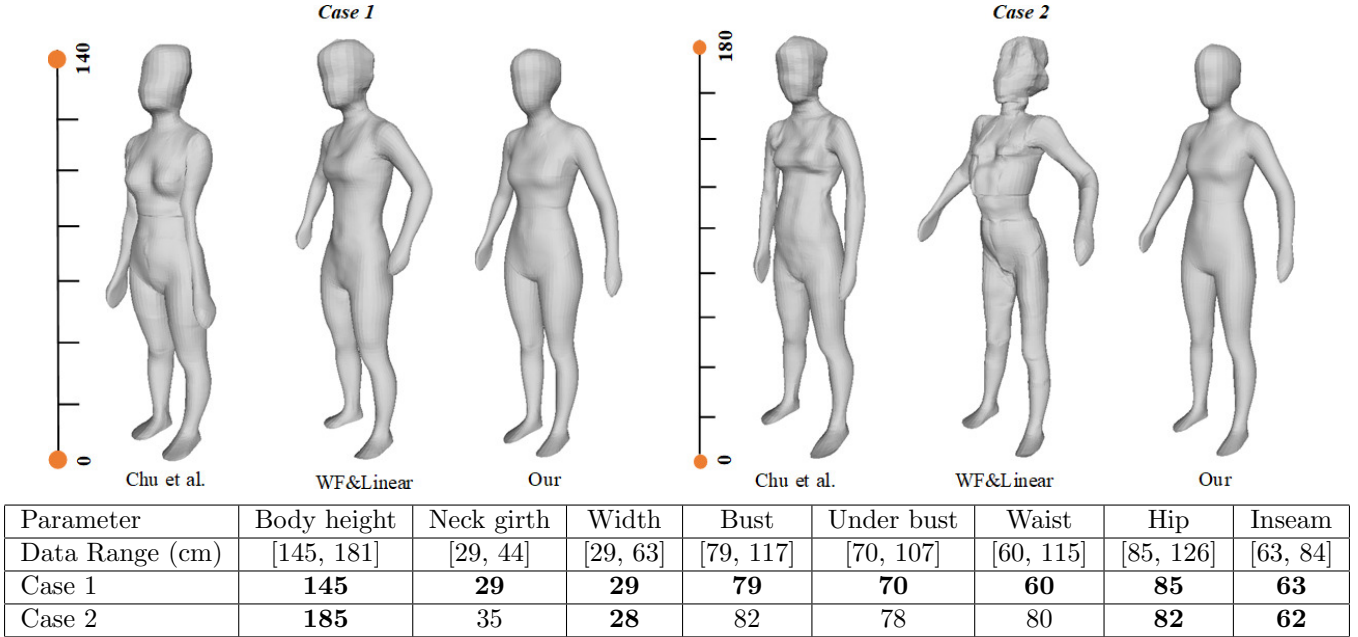 Case 1
Case 2
140
0
180
0
Chu et al.
WF&Linear
Our
Chu et al.
WF&Linear
Our
Parameter Body height Neck girth Width Bust Under bust Waist Hip Inseam
Data Range (cm) [145, 181] [29, 44] [29, 63] [79, 117] [70, 107] [60, 115] [85, 126] [63, 84]
Case 1 145 29 29 79 70 60 85 63
Case 2 185 35 28 82 78 80 82 62